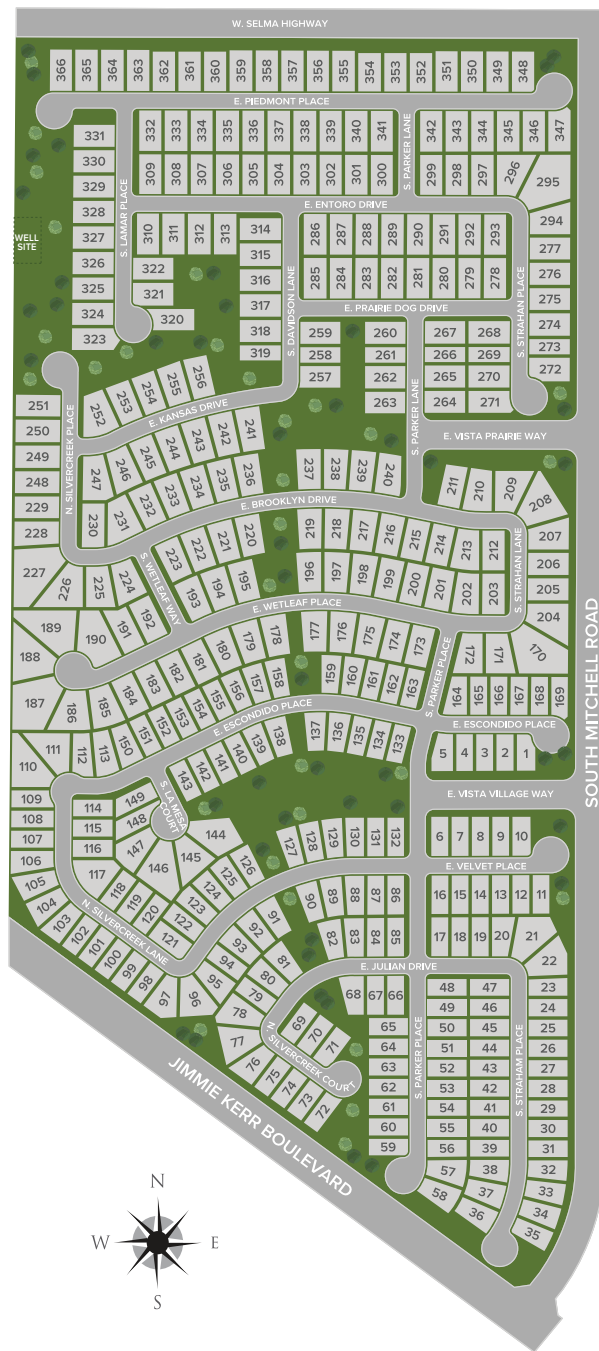 W. SELMA HIGHWAY
366 365 364 363 362 361 360 359 358 357 356 355 354 353 352 351 350 349 348
E. PIEDMONT PLACE
332 333 334 335 336 337 338 339 340 341
342 343 344 345 346 347
331
330
329
328
327
326
325
324
323
S. LAMAR PLACE
S. PARKER LANE
309 308 307 306 305 304 303 302 301 300
299 298 297 296 295
E. ENTORO DRIVE
WELL
SITE
310 311 312 313
322
321
320
314
315
316
317
318
319
S. DAVIDSON LANE
286 287 288 289 290 291 292 293
285 284 283 282 281 280 279 278
294
277
276
275
274
273
272
S. STRAHAN PLACE
E. PRAIRIE DOG DRIVE
259
258
257
260
261
262
263
S. PARKER LANE
267 268
266 269
265 270
264 271
E. VISTA PRAIRIE WAY
251
250
249
248
229
228
N. SILVERCREEK PLACE
252 253 254 255 256
E. KANSAS DRIVE
247 246 245 244 243 242 241
230 231 232 233 234 235 236
237 238 239 240
E. BROOKLYN DRIVE
211 210 209 208
207
206
205
204
S. STRAHAN LANE
227 226 225 224
S. WETLEAF WAY
223 222 221 220
219 218 217 216 215 214 213 212
193 194 195
196 197 198 199 200 201 202 203
E. WETLEAF PLACE
189 190 191 192
188
187 186 185 184 183 182 181 180 179 178
177 176 175 174 173
172 171 170
S. PARKER PLACE
159 160 161 162 163
164 165 166 167 168 169
110 111 112 113 150 151 152 153 154 155 156 157 158
E. ESCONDIDO PLACE
E. ESCONDIDO PLACE
137 136 135 134 133
5 4 3 2 1
143 142 141 140 139 138
S. LA MESA
COURT
E. VISTA VILLAGE WAY
SOUTH MITCHELL ROAD
109
108
107
106
105
104
103
102
101
100
99
98
97
96
114
115
116
117
149
148
147
146
145
144
118 119 120 121 122 123 124 125 126
N. SILVERCREEK LANE
127 128 129 130 131 132
6 7 8 9 10
E. VELVET PLACE
90 89 88 87 86
16 15 14 13 12 11
95 94 93 92 91
82 83 84 85
17 18 19 20 21 22
E. JULIAN DRIVE
77 78 79 80 81
76 75 74 73 72
69 70 71
N. SILVERCREEK COURT
68 67 66
65
64
63
62
61
60
59
S. PARKER PLACE
48 47
49 46
50 45
51 44
52 43
53 42
54 41
55 40
56 39
57 38
58 37
36
S. STRAHAM PLACE
23
24
25
26
27
28
29
30
31
32
33
34
35
JIMMIE KERR BOULEVARD
N
W E
S